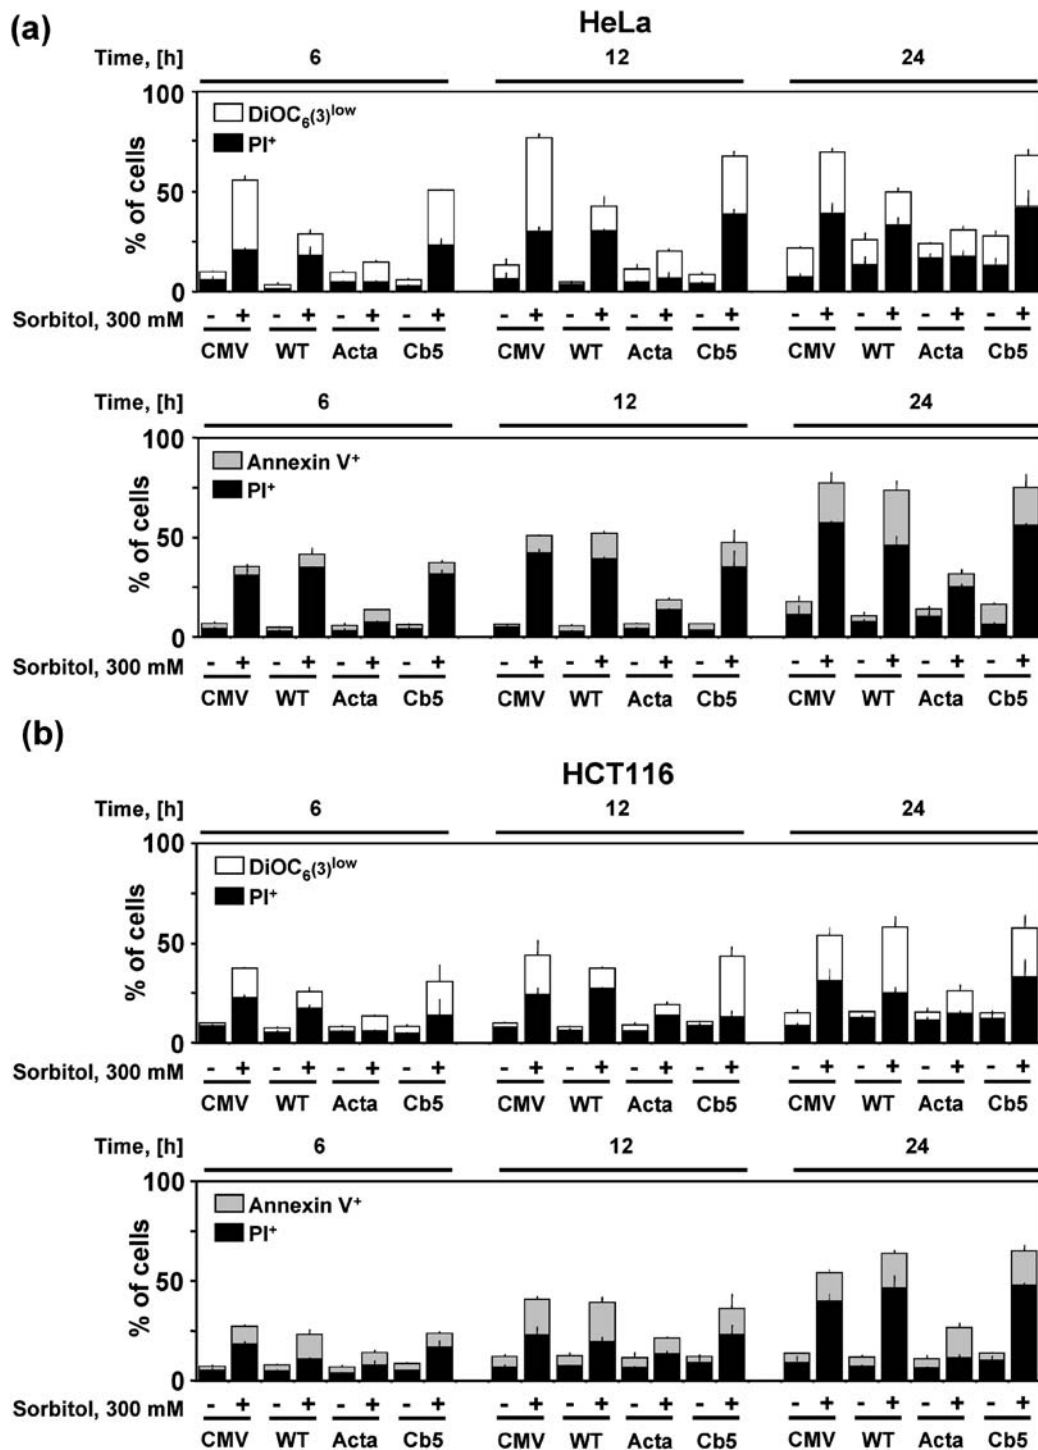 (a)
HeLa
Time, [h] 6 12 24
100
DiOC6(3)low
PI+
% of cells
50
0
Sorbitol, 300 mM - + - + - + - + - + - + - + - + - + - + - + - +
CMV WT Acta Cb5 CMV WT Acta Cb5 CMV WT Acta Cb5
Time, [h] 6 12 24
100
Annexin V+
PI+
% of cells
50
0
Sorbitol, 300 mM - + - + - + - + - + - + - + - + - + - + - + - +
CMV WT Acta Cb5 CMV WT Acta Cb5 CMV WT Acta Cb5
(b)
HCT116
Time, [h] 6 12 24
100
DiOC6(3)low
PI+
% of cells
50
0
Sorbitol, 300 mM - + - + - + - + - + - + - + - + - + - + - + - +
CMV WT Acta Cb5 CMV WT Acta Cb5 CMV WT Acta Cb5
Time, [h] 6 12 24
100
Annexin V+
PI+
% of cells
50
0
Sorbitol, 300 mM - + - + - + - + - + - + - + - + - + - + - + - +
CMV WT Acta Cb5 CMV WT Acta Cb5 CMV WT Acta Cb5